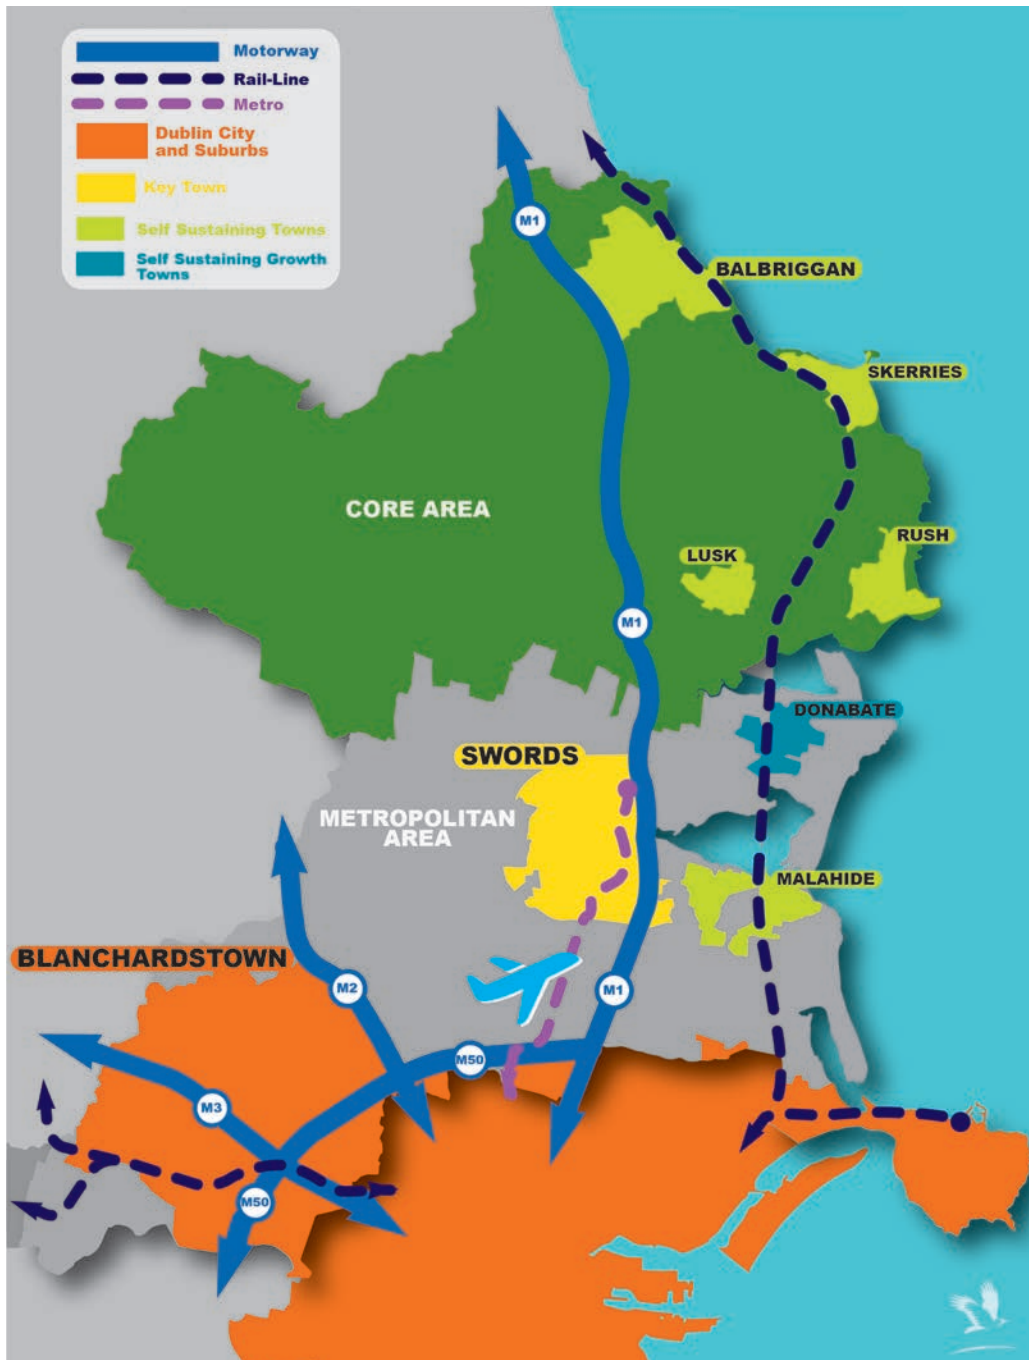 Motorway
Rail-Line
Metro
Dublin City
and Suburbs
Key Town
Self Sustaining Towns
Self Sustaining Growth
Towns
M1
BALBRIGGAN
SKERRIES
CORE AREA
RUSH
LUSK
M1
DONABATE
SWORDS
METROPOLITAN
AREA
MALAHIDE
BLANCHARDSTOWN
M2
M1
M50
M3
M50